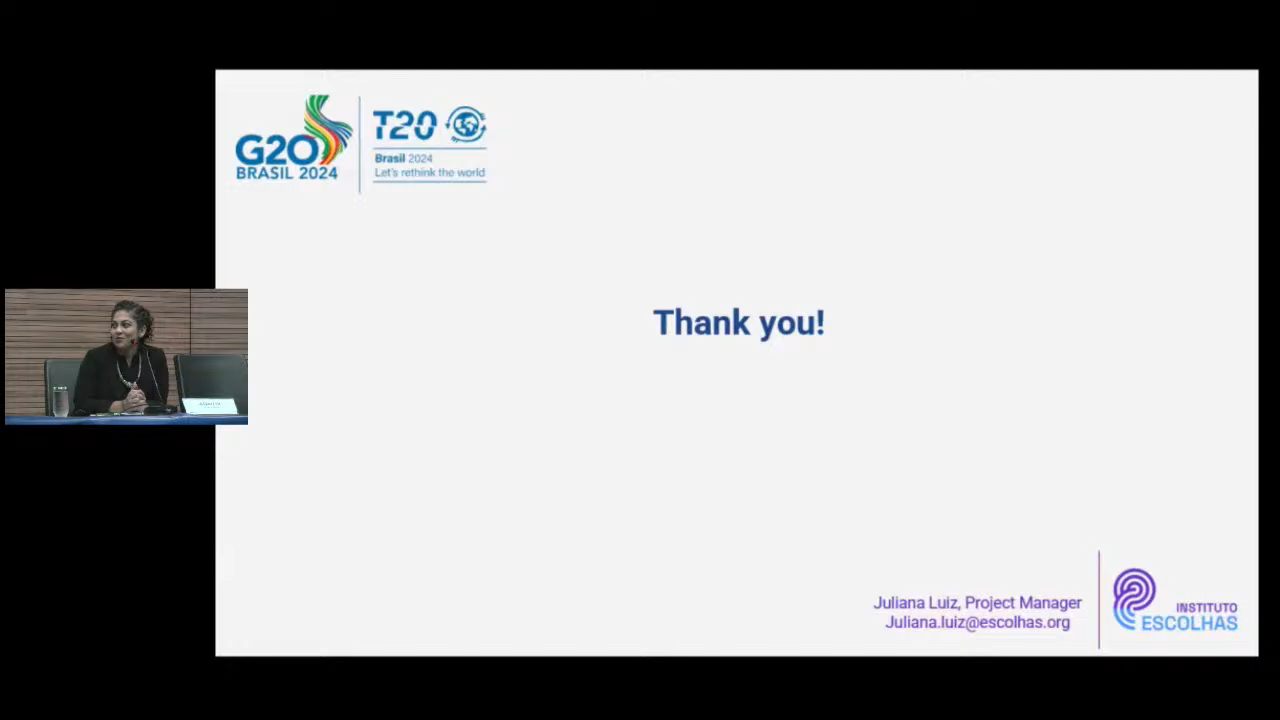 G20
BRASIL 2024
T20
Brasil 2024
Let's rethink the world
Thank you!
Juliana Luiz, Project Manager
Juliana.luiz@escolhas.org
INSTITUTO
ESCOLHAS